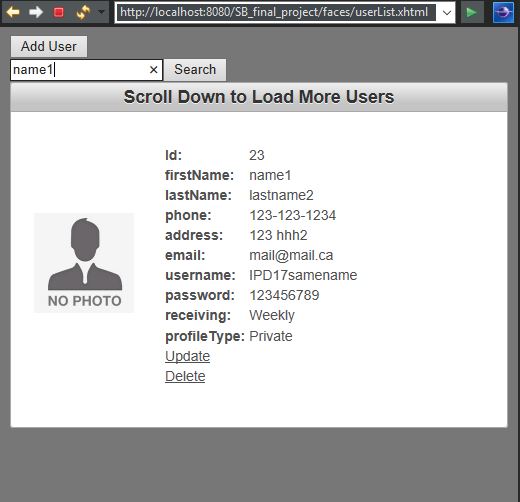 http://localhost:8080/SB_final_project/faces/userList.xhtml
Add User
name1 × Search
Scroll Down to Load More Users
Id: 23
firstName: name1
lastName: lastname2
phone: 123-123-1234
address: 123 hhh2
email: mail@mail.ca
username: IPD17samename
password: 123456789
receiving: Weekly
profileType: Private
Update
Delete
NO PHOTO